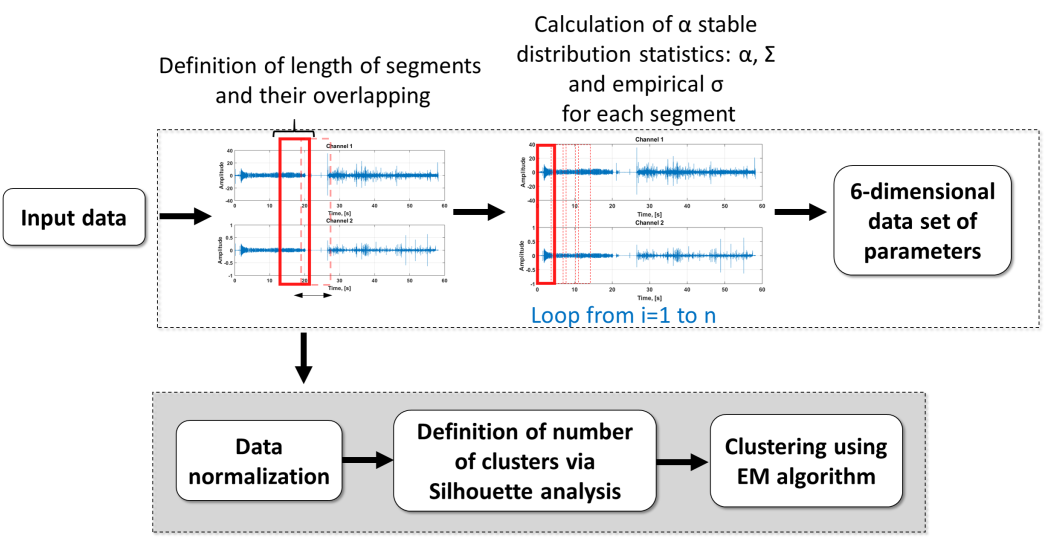 Calculation of α stable
distribution statistics: α, Σ
and empirical σ
for each segment
Definition of length of segments
and their overlapping
Input data
Channel 1
Amplitude
40
20
0
-20
-40
0 10 20 30 40 50 60
Time, [s]
Channel 2
Amplitude
1
0.5
0
-0.5
-1
0 10 20 30 40 50 60
Time, [s]
Channel 1
Amplitude
40
20
0
-20
-40
0 10 20 30 40 50 60
Time, [s]
Channel 2
Amplitude
1
0.5
0
-0.5
-1
0 10 20 30 40 50 60
Time, [s]
Loop from i=1 to n
6-dimensional
data set of
parameters
Data
normalization
Definition of number
of clusters via
Silhouette analysis
Clustering using
EM algorithm